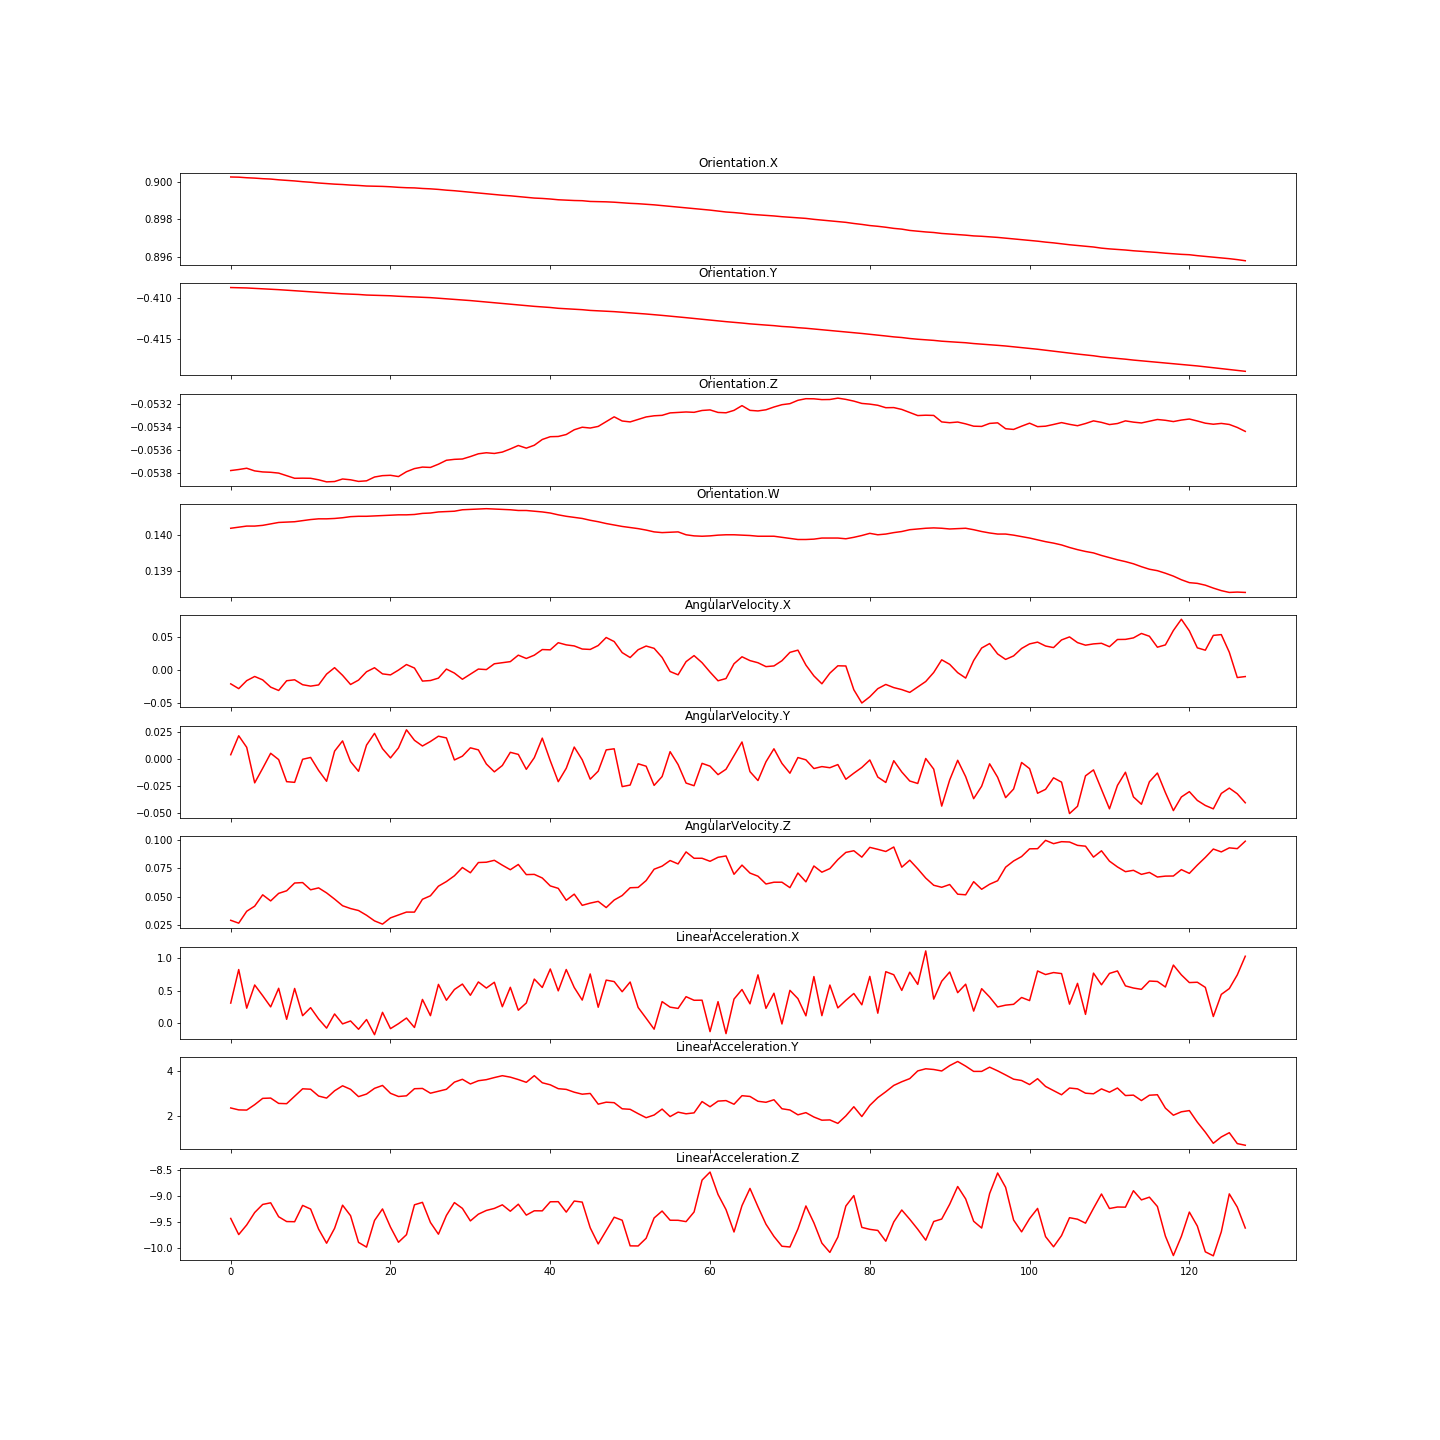 Orientation.X
0.900
0.898
0.896
Orientation.Y
−0.410
−0.415
Orientation.Z
−0.0532
−0.0534
−0.0536
−0.0538
Orientation.W
0.140
0.139
AngularVelocity.X
0.05
0.00
−0.05
AngularVelocity.Y
0.025
0.000
−0.025
−0.050
AngularVelocity.Z
0.100
0.075
0.050
0.025
LinearAcceleration.X
1.0
0.5
0.0
LinearAcceleration.Y
4
2
LinearAcceleration.Z
−8.5
−9.0
−9.5
−10.0
0 20 40 60 80 100 120